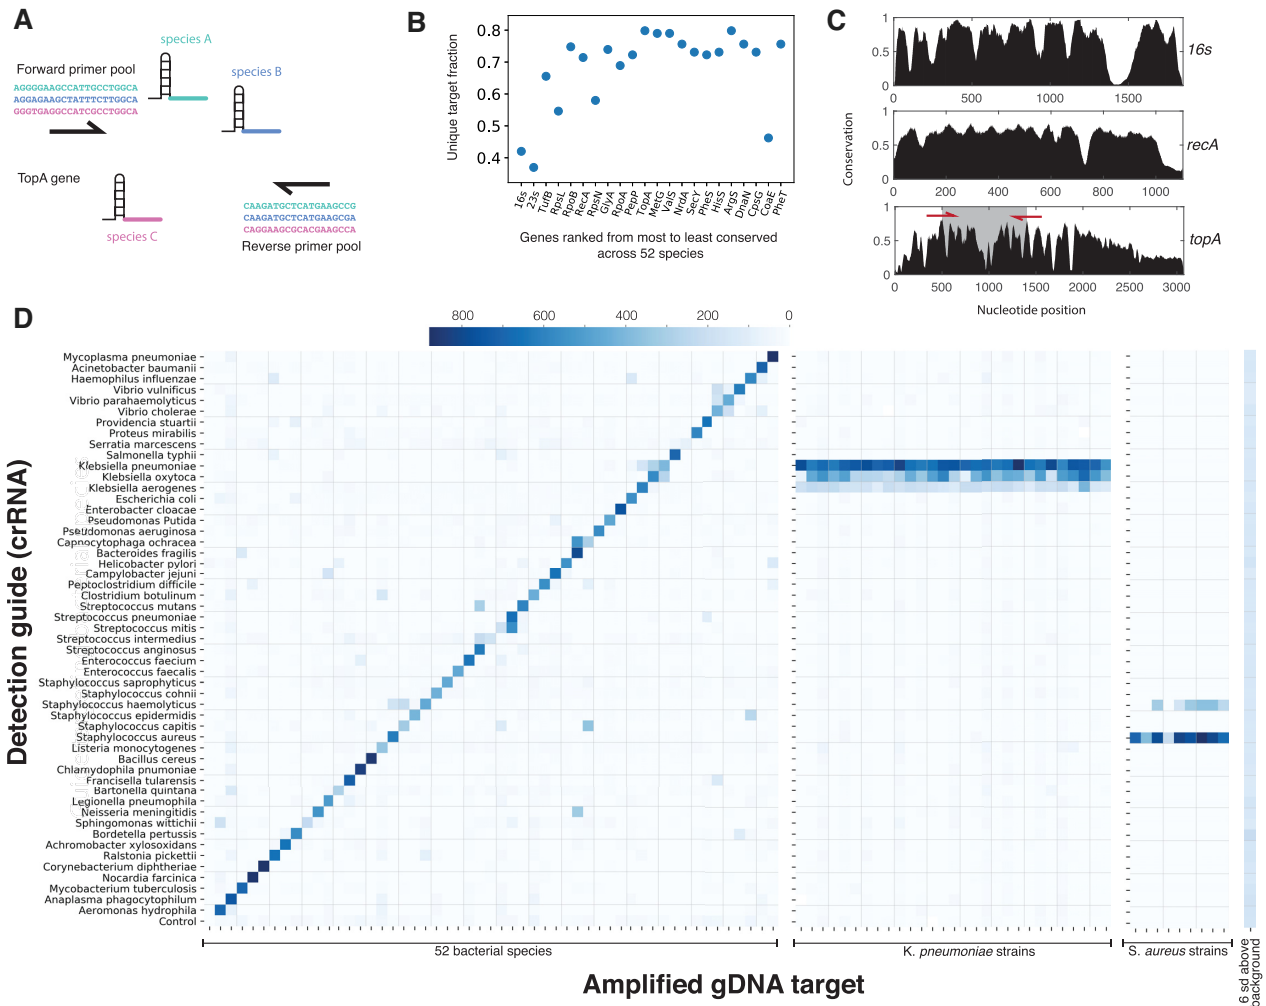 A
species A
Forward primer pool
species B
AGGGGAAGCCATTGCCTGGCA
AGGAGAAGCTATTTCTTGGCA
GGGTGAGGCCATCGCCTGGCA
TopA gene
CAAGATGCTCATGAAGCCG
CAAGATGCTCATGAAGCGA
CAGGAAGCGCACGAAGCCA
species C
Reverse primer pool
B
Unique target fraction
0.8
0.7
0.6
0.5
0.4
16s
23s
TufB
RpsL
RpoB
RecA
RpsN
GlyA
RpoA
PepP
TopA
MetG
ValS
NrdA
SecY
PheS
HisS
ArgS
DnaN
CpsG
CoaE
PheT
Genes ranked from most to least conserved
across 52 species
C
Conservation
1
0.5
0
0 500 1000 1500
16s
1
0.5
0
0 200 400 600 800 1000
recA
1
0.5
0
0 500 1000 1500 2000 2500 3000
topA
Nucleotide position
D
800 600 400 200 0
Detection guide (crRNA)
Mycoplasma pneumoniae
Acinetobacter baumanii
Haemophilus influenzae
Vibrio vulnificus
Vibrio parahaemolyticus
Vibrio cholerae
Providencia stuartii
Proteus mirabilis
Serratia marcescens
Salmonella typhii
Klebsiella pneumoniae
Klebsiella oxytoca
Klebsiella aerogenes
Escherichia coli
Enterobacter cloacae
Pseudomonas Putida
Pseudomonas aeruginosa
Capnocytophaga ochracea
Bacteroides fragilis
Helicobacter pylori
Campylobacter jejuni
Peptoclostridium difficile
Clostridium botulinum
Streptococcus mutans
Streptococcus pneumoniae
Streptococcus mitis
Streptococcus intermedius
Streptococcus anginosus
Enterococcus faecium
Enterococcus faecalis
Staphylococcus saprophyticus
Staphylococcus cohnii
Staphylococcus haemolyticus
Staphylococcus epidermidis
Staphylococcus capitis
Staphylococcus aureus
Listeria monocytogenes
Bacillus cereus
Chlamydophila pnumoniae
Francisella tularensis
Bartonella quintana
Legionella pneumophila
Neisseria meningitidis
Sphingomonas wittichii
Bordetella pertussis
Achromobacter xylosoxidans
Ralstonia pickettii
Corynebacterium diphtheriae
Nocardia farcinica
Mycobacterium tuberculosis
Anaplasma phagocytophilum
Aeromonas hydrophila
Control
52 bacterial species
K. pneumoniae strains
S. aureus strains
6 sd above
background
Amplified gDNA target